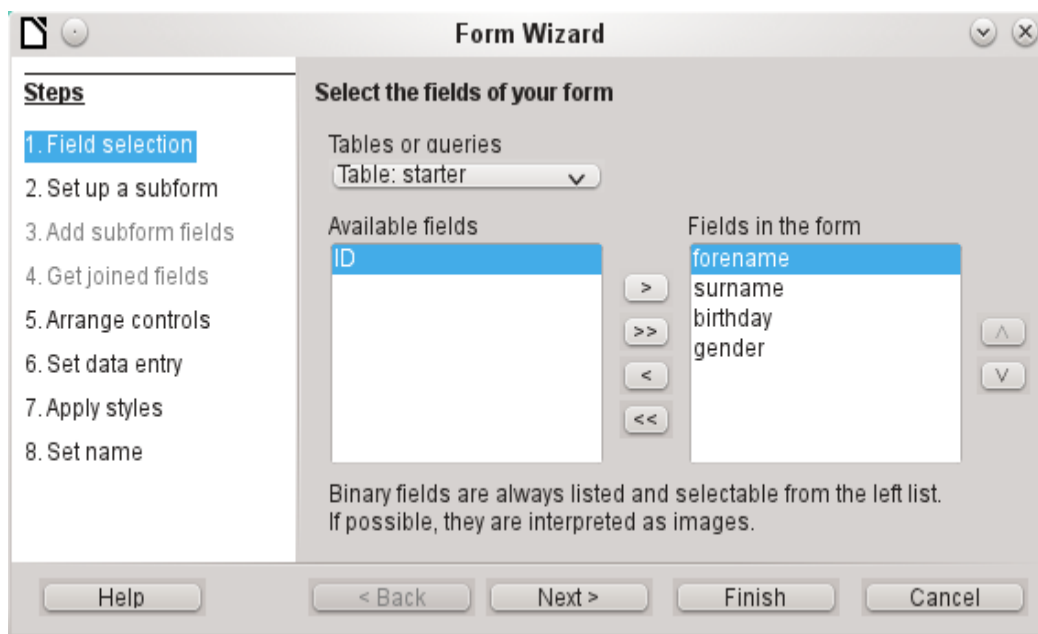 Form Wizard
Steps
1. Field selection
2. Set up a subform
3. Add subform fields
4. Get joined fields
5. Arrange controls
6. Set data entry
7. Apply styles
8. Set name
Select the fields of your form
Tables or queries
Table: starter
Available fields
ID
>
>>
<
<<
Fields in the form
forename
surname
birthday
gender
Binary fields are always listed and selectable from the left list.
If possible, they are interpreted as images.
Help
< Back
Next >
Finish
Cancel